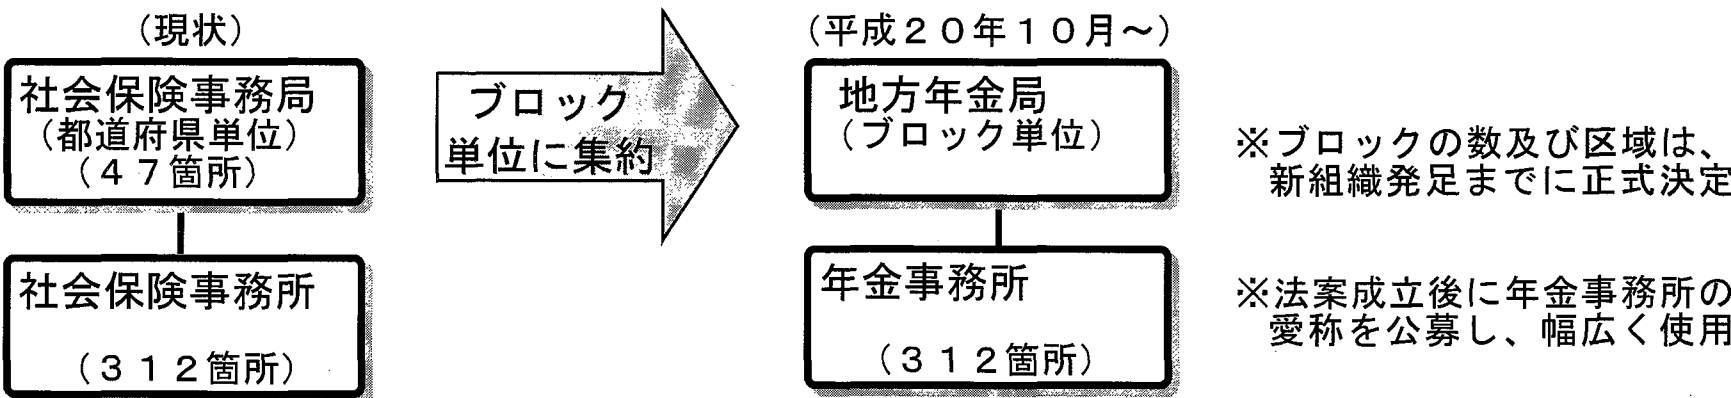 （現状）
社会保険事務局
（都道府県単位）
（４７箇所）
社会保険事務所
（３１２箇所）
ブロック
単位に集約
（平成２０年１０月～）
地方年金局
（ブロック単位）
年金事務所
（３１２箇所）
※ブロックの数及び区域は、
新組織発足までに正式決定
※法案成立後に年金事務所の
愛称を公募し、幅広く使用